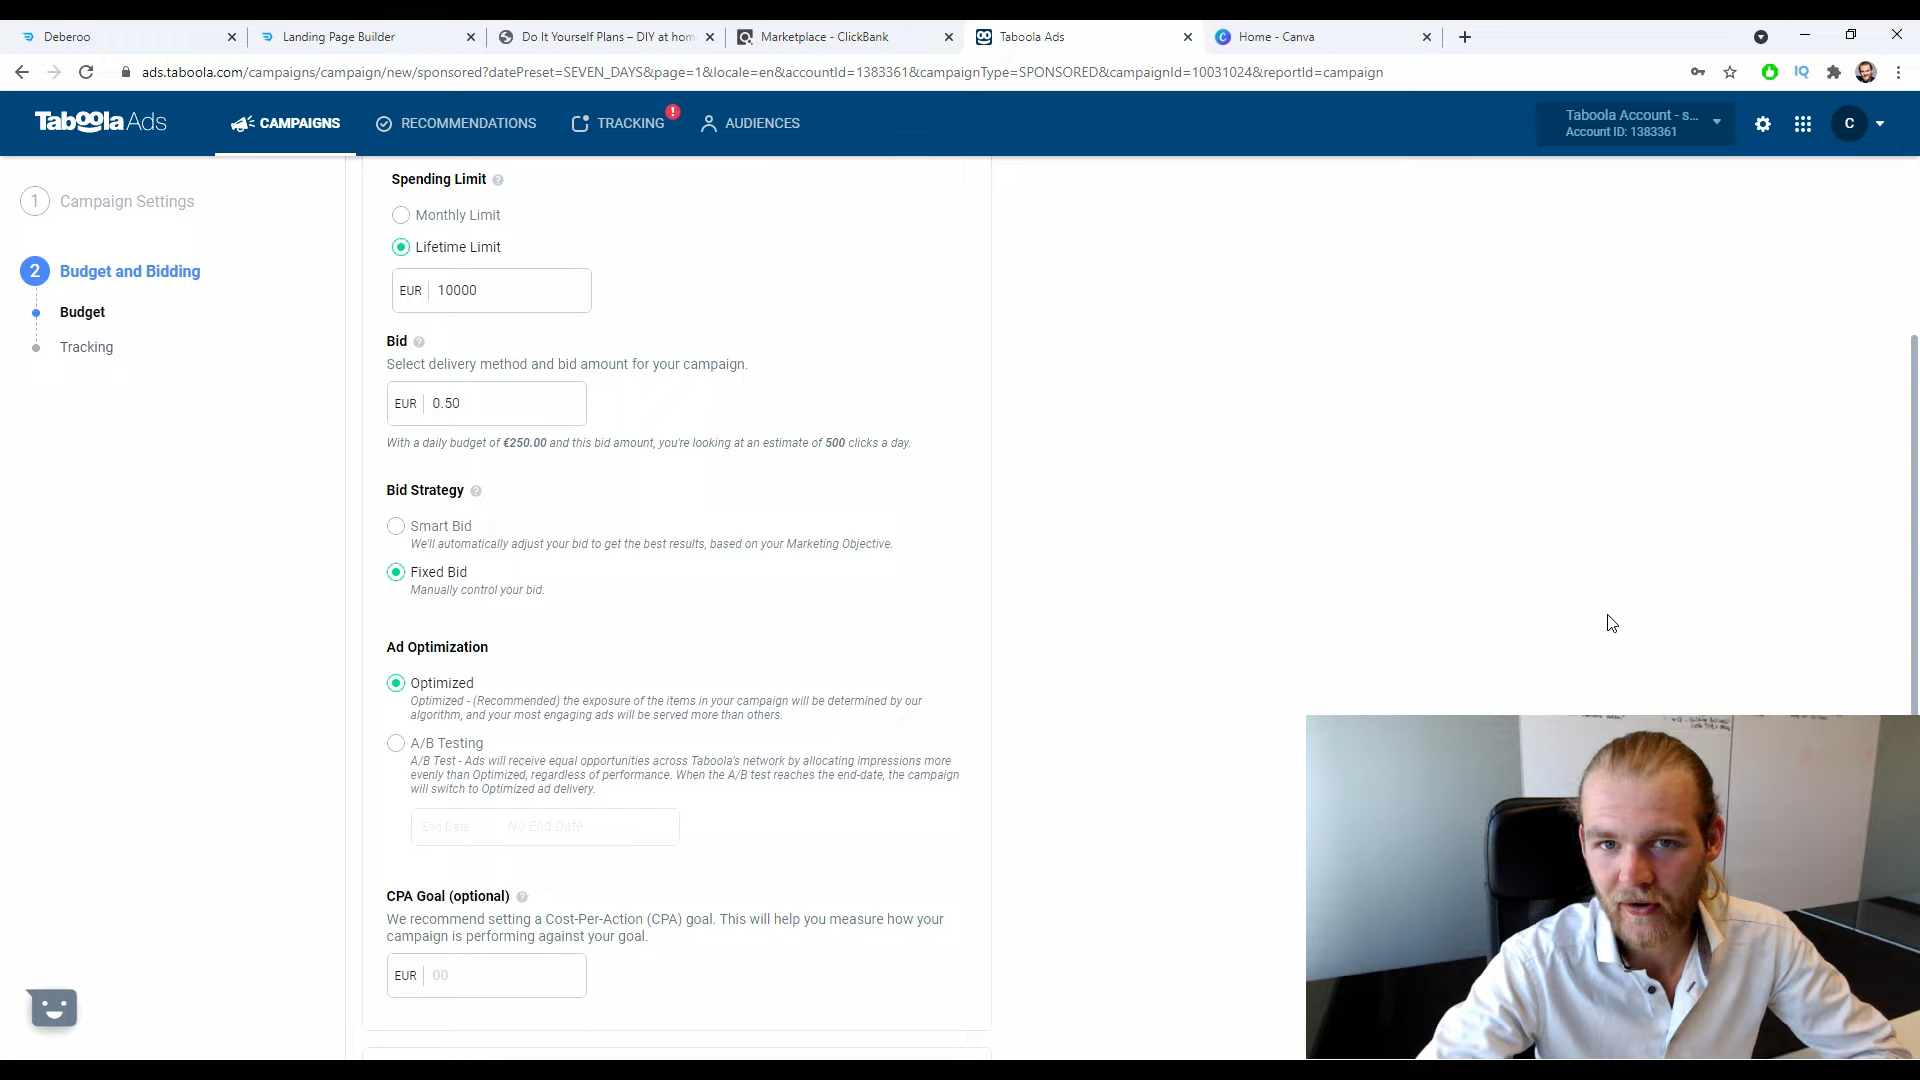 Deberoo
Landing Page Builder
Do It Yourself Plans – DIY at hom
Marketplace - ClickBank
Taboola Ads
Home - Canva
ads.taboola.com/campaigns/campaign/new/sponsored?datePreset=SEVEN_DAYS&page=1&locale=en&accountId=1383361&campaignType=SPONSORED&campaignId=10031024&reportId=campaign
IQ
Taboola Ads
CAMPAIGNS
RECOMMENDATIONS
TRACKING
!
AUDIENCES
Taboola Account - s...
Account ID: 1383361
C
1 Campaign Settings
2 Budget and Bidding
Budget
Tracking
Spending Limit ?
Monthly Limit
Lifetime Limit
EUR 10000
Bid ?
Select delivery method and bid amount for your campaign.
EUR 0.50
With a daily budget of €250.00 and this bid amount, you're looking at an estimate of 500 clicks a day.
Bid Strategy ?
Smart Bid
We'll automatically adjust your bid to get the best results, based on your Marketing Objective.
Fixed Bid
Manually control your bid.
Ad Optimization
Optimized
Optimized - (Recommended) the exposure of the items in your campaign will be determined by our
algorithm, and your most engaging ads will be served more than others.
A/B Testing
A/B Test - Ads will receive equal opportunities across Taboola's network by allocating impressions more
evenly than Optimized, regardless of performance. When the A/B test reaches the end-date, the campaign
will switch to Optimized ad delivery.
End Date No End Date
CPA Goal (optional) ?
We recommend setting a Cost-Per-Action (CPA) goal. This will help you measure how your
campaign is performing against your goal.
EUR 00